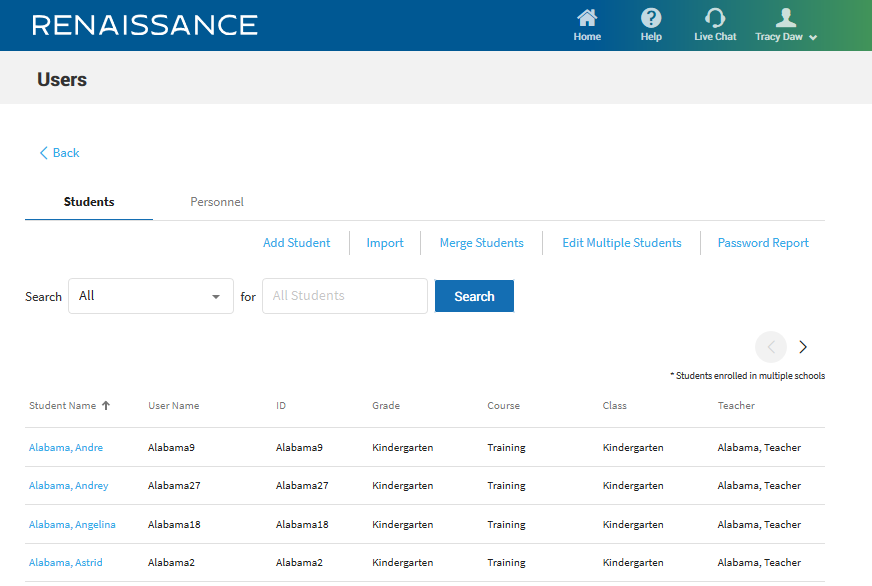 RENAISSANCE
Home Help Live Chat Tracy Daw
Users
Back
Students Personnel
Add Student Import Merge Students Edit Multiple Students Password Report
Search All for All Students Search
* Students enrolled in multiple schools
Student Name User Name ID Grade Course Class Teacher
Alabama, Andre Alabama9 Alabama9 Kindergarten Training Kindergarten Alabama, Teacher
Alabama, Andrey Alabama27 Alabama27 Kindergarten Training Kindergarten Alabama, Teacher
Alabama, Angelina Alabama18 Alabama18 Kindergarten Training Kindergarten Alabama, Teacher
Alabama, Astrid Alabama2 Alabama2 Kindergarten Training Kindergarten Alabama, Teacher